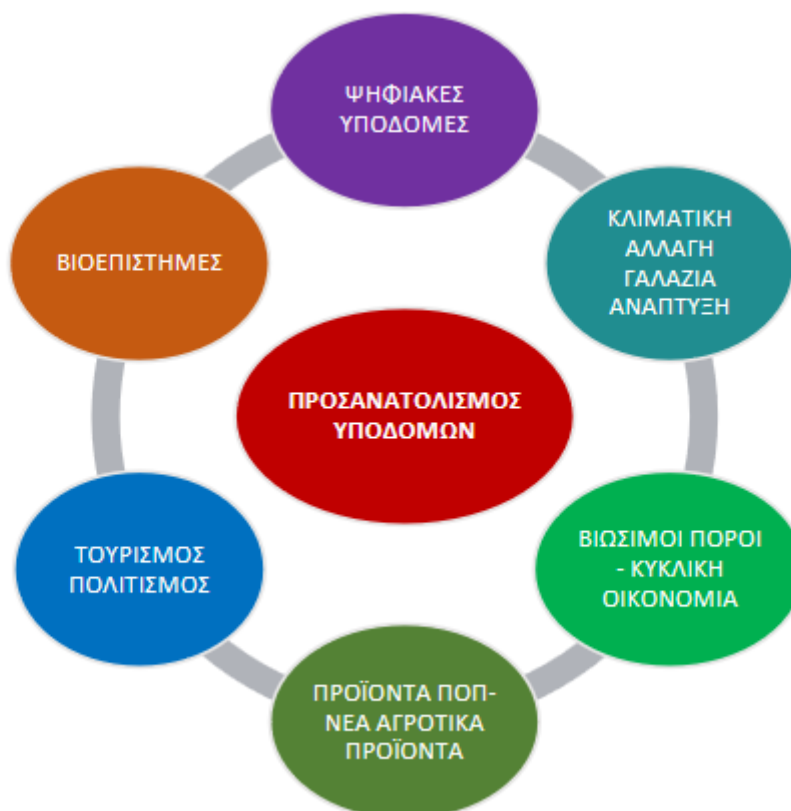 ΨΗΦΙΑΚΕΣ
ΥΠΟΔΟΜΕΣ
ΚΛΙΜΑΤΙΚΗ
ΑΛΛΑΓΗ
ΓΑΛΑΖΙΑ
ΑΝΑΠΤΥΞΗ
ΒΙΟΕΠΙΣΤΗΜΕΣ
ΠΡΟΣΑΝΑΤΟΛΙΣΜΟΣ
ΥΠΟΔΟΜΩΝ
ΒΙΩΣΙΜΟΙ ΠΟΡΟΙ
- ΚΥΚΛΙΚΗ
ΟΙΚΟΝΟΜΙΑ
ΤΟΥΡΙΣΜΟΣ
ΠΟΛΙΤΙΣΜΟΣ
ΠΡΟΪΟΝΤΑ ΠΟΠ-
ΝΕΑ ΑΓΡΟΤΙΚΑ
ΠΡΟΪΟΝΤΑ